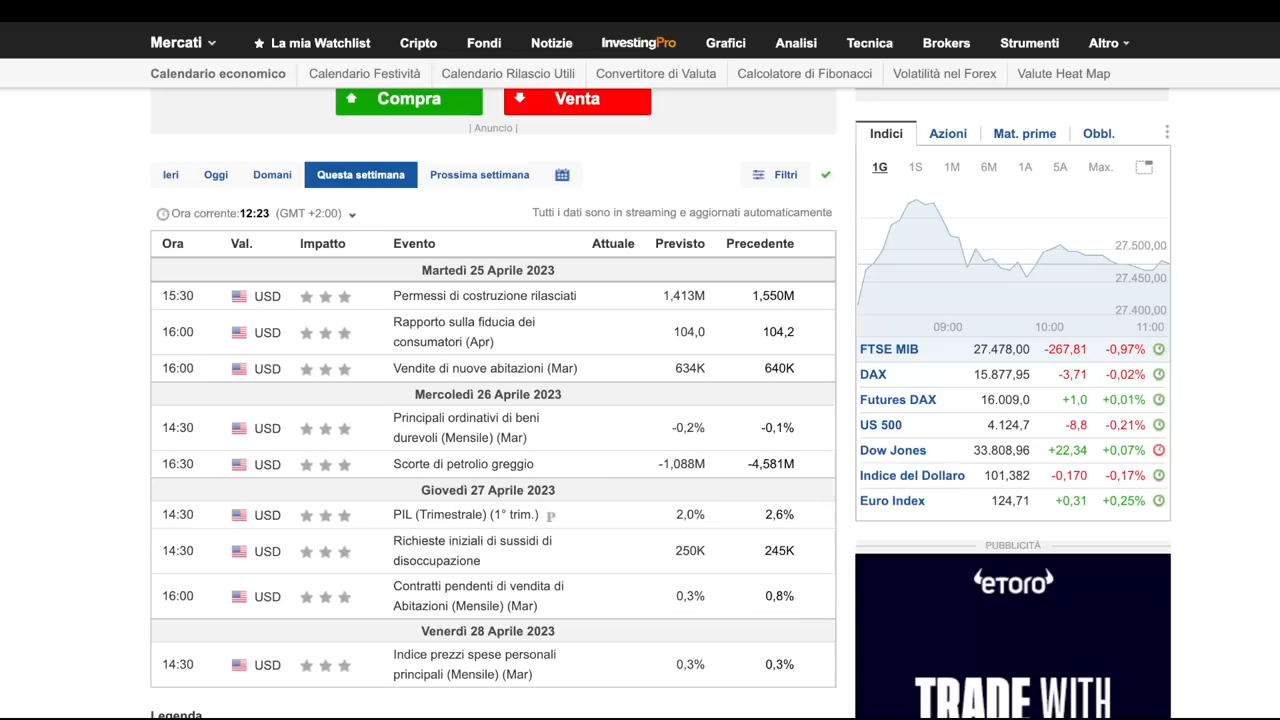 Mercati
La mia Watchlist
Cripto
Fondi
Notizie
InvestingPro
Grafici
Analisi
Tecnica
Brokers
Strumenti
Altro
Calendario economico
Calendario Festività
Calendario Rilascio Utili
Convertitore di Valuta
Calcolatore di Fibonacci
Volatilità nel Forex
Valute Heat Map
Compra
Venta
| Anuncio |
Ieri
Oggi
Domani
Questa settimana
Prossima settimana
Filtri
Ora corrente:12:23 (GMT +2:00)
Tutti i dati sono in streaming e aggiornati automaticamente
Ora Val. Impatto Evento Attuale Previsto Precedente
Martedì 25 Aprile 2023
15:30 USD Permessi di costruzione rilasciati 1,413M 1,550M
16:00 USD Rapporto sulla fiducia dei
consumatori (Apr) 104,0 104,2
16:00 USD Vendite di nuove abitazioni (Mar) 634K 640K
Mercoledì 26 Aprile 2023
14:30 USD Principali ordinativi di beni
durevoli (Mensile) (Mar) -0,2% -0,1%
16:30 USD Scorte di petrolio greggio -1,088M -4,581M
Giovedì 27 Aprile 2023
14:30 USD PIL (Trimestrale) (1° trim.) P 2,0% 2,6%
14:30 USD Richieste iniziali di sussidi di
disoccupazione 250K 245K
16:00 USD Contratti pendenti di vendita di
Abitazioni (Mensile) (Mar) 0,3% 0,8%
Venerdì 28 Aprile 2023
14:30 USD Indice prezzi spese personali
principali (Mensile) (Mar) 0,3% 0,3%
Legenda
Indici
Azioni
Mat. prime
Obbl.
1G 1S 1M 6M 1A 5A Max.
27.500,00
27.450,00
27.400,00
09:00 10:00 11:00
FTSE MIB 27.478,00 -267,81 -0,97%
DAX 15.877,95 -3,71 -0,02%
Futures DAX 16.009,0 +1,0 +0,01%
US 500 4.124,7 -8,8 -0,21%
Dow Jones 33.808,96 +22,34 +0,07%
Indice del Dollaro 101,382 -0,170 -0,17%
Euro Index 124,71 +0,31 +0,25%
PUBBLICITÀ
eToro
TRADE WITH